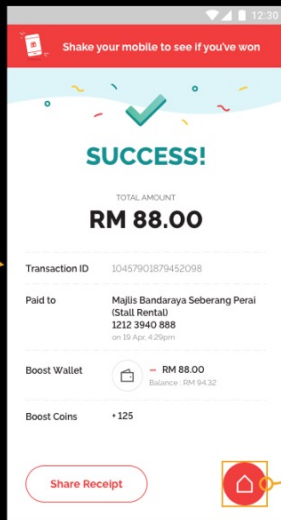 12:30
Shake your mobile to see if you've won
SUCCESS!
TOTAL AMOUNT
RM 88.00
Transaction ID 10457901879452098
Paid to Majlis Bandaraya Seberang Perai
(Stall Rental)
1212 3940 888
on 19 Apr, 4:29pm
Boost Wallet – RM 88.00
Balance : RM 94.32
Boost Coins + 125
Share Receipt